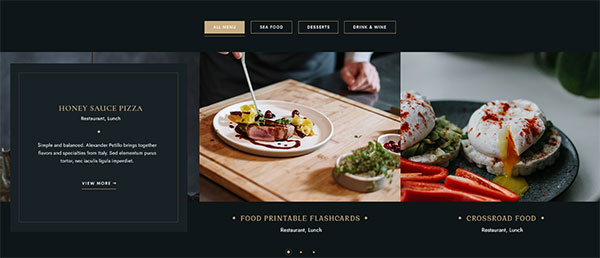 ALL MENU
SEA FOOD
DESSERTS
DRINK & WINE
HONEY SAUCE PIZZA
Restaurant, Lunch
Simple and balanced. Alexander Petillo brings together
flavors and specialties from Italy. Sed elementum purus
tortor, nec iaculis ligula imperdiet.
VIEW MORE
FOOD PRINTABLE FLASHCARDS
Restaurant, Lunch
CROSSROAD FOOD
Restaurant, Lunch